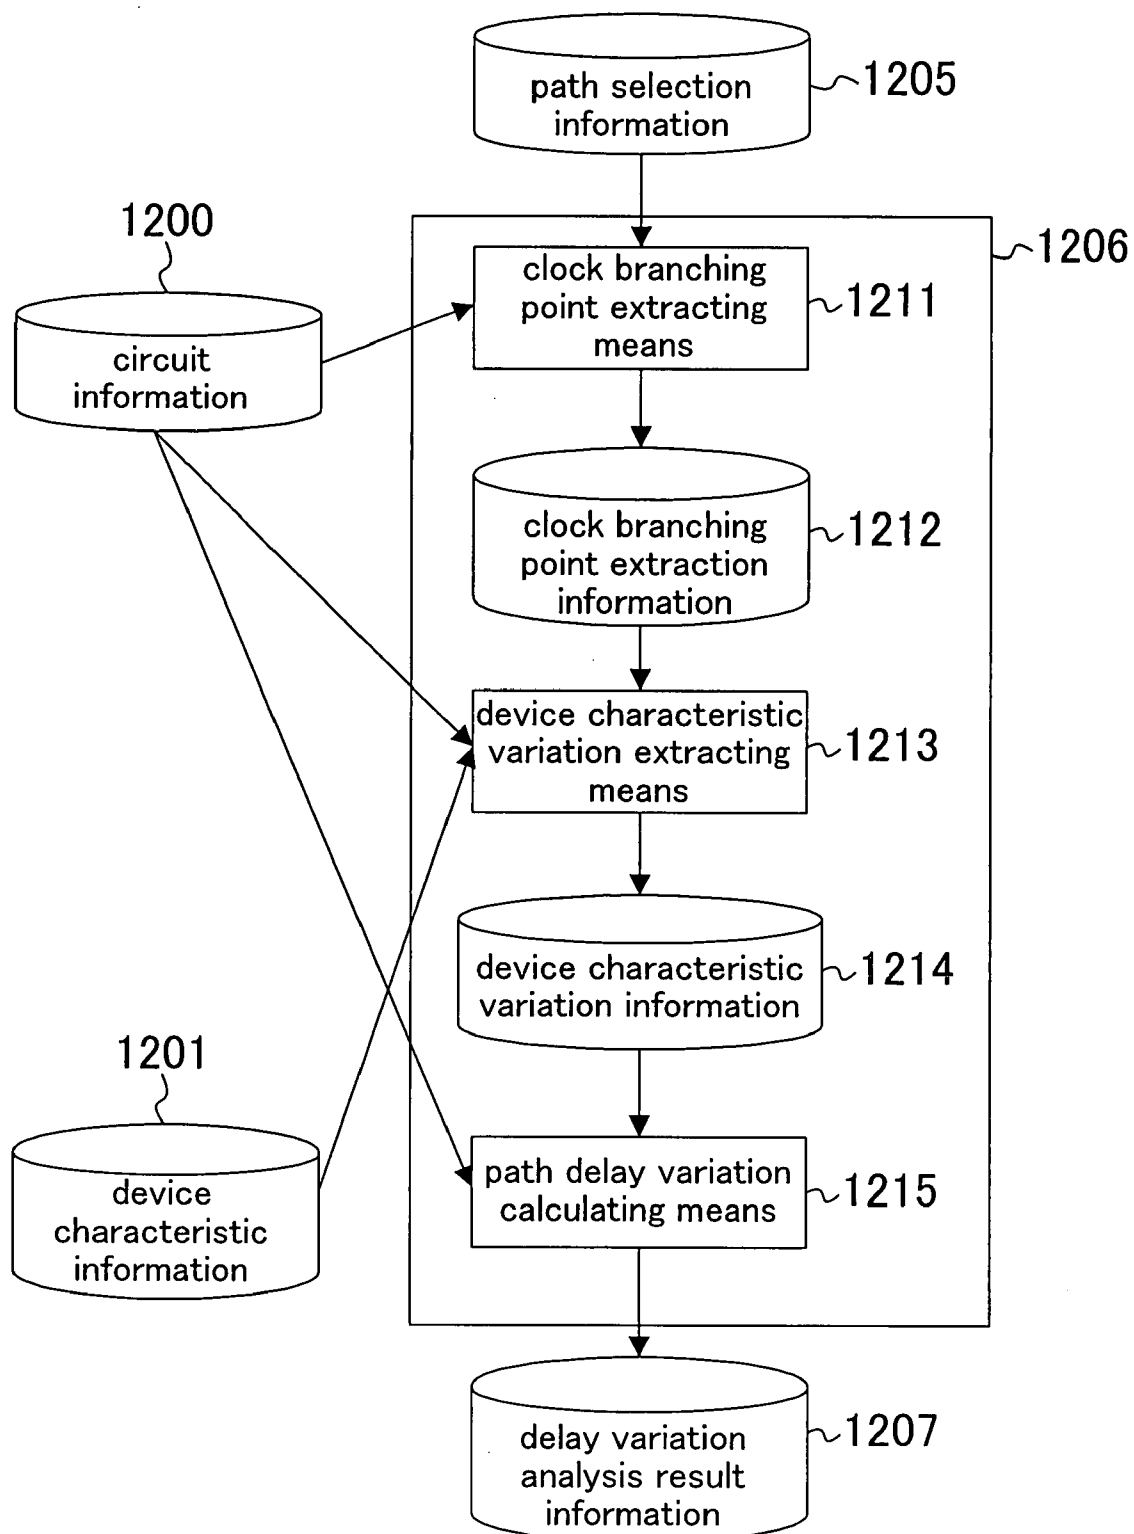 path selection
information
1205
1200
1206
clock branching
point extracting
means
1211
circuit
information
clock branching
point extraction
information
1212
device characteristic
variation extracting
means
1213
device characteristic
variation information
1214
1201
device
characteristic
information
path delay variation
calculating means
1215
delay variation
analysis result
information
1207